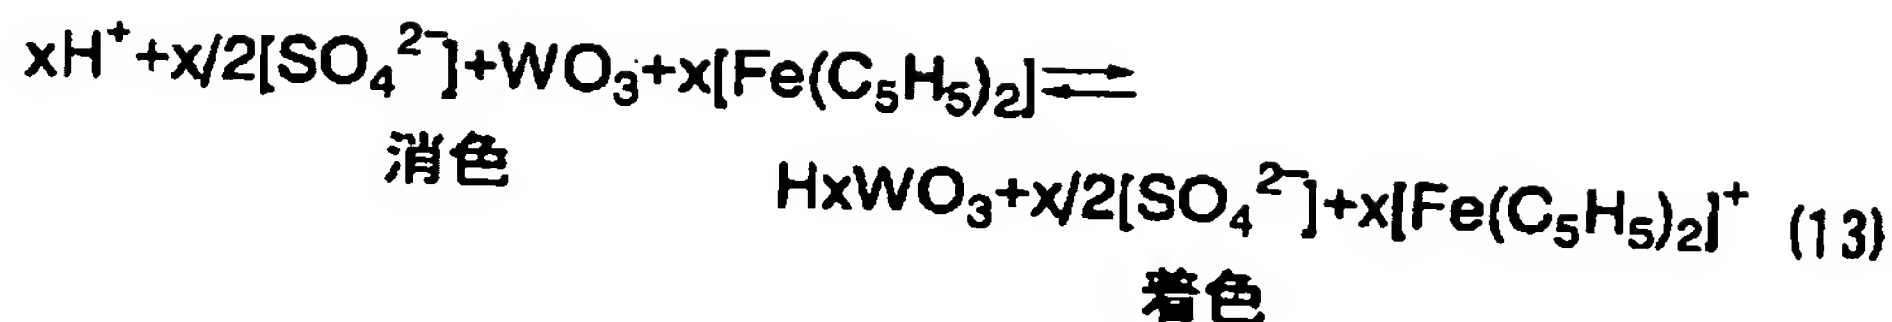 xH⁺+x/2[SO₄²⁻]+WO₃+x[Fe(C₅H₅)₂]⇌
消色
HxWO₃+x/2[SO₄²⁻]+x[Fe(C₅H₅)₂]⁺ (13)
着色